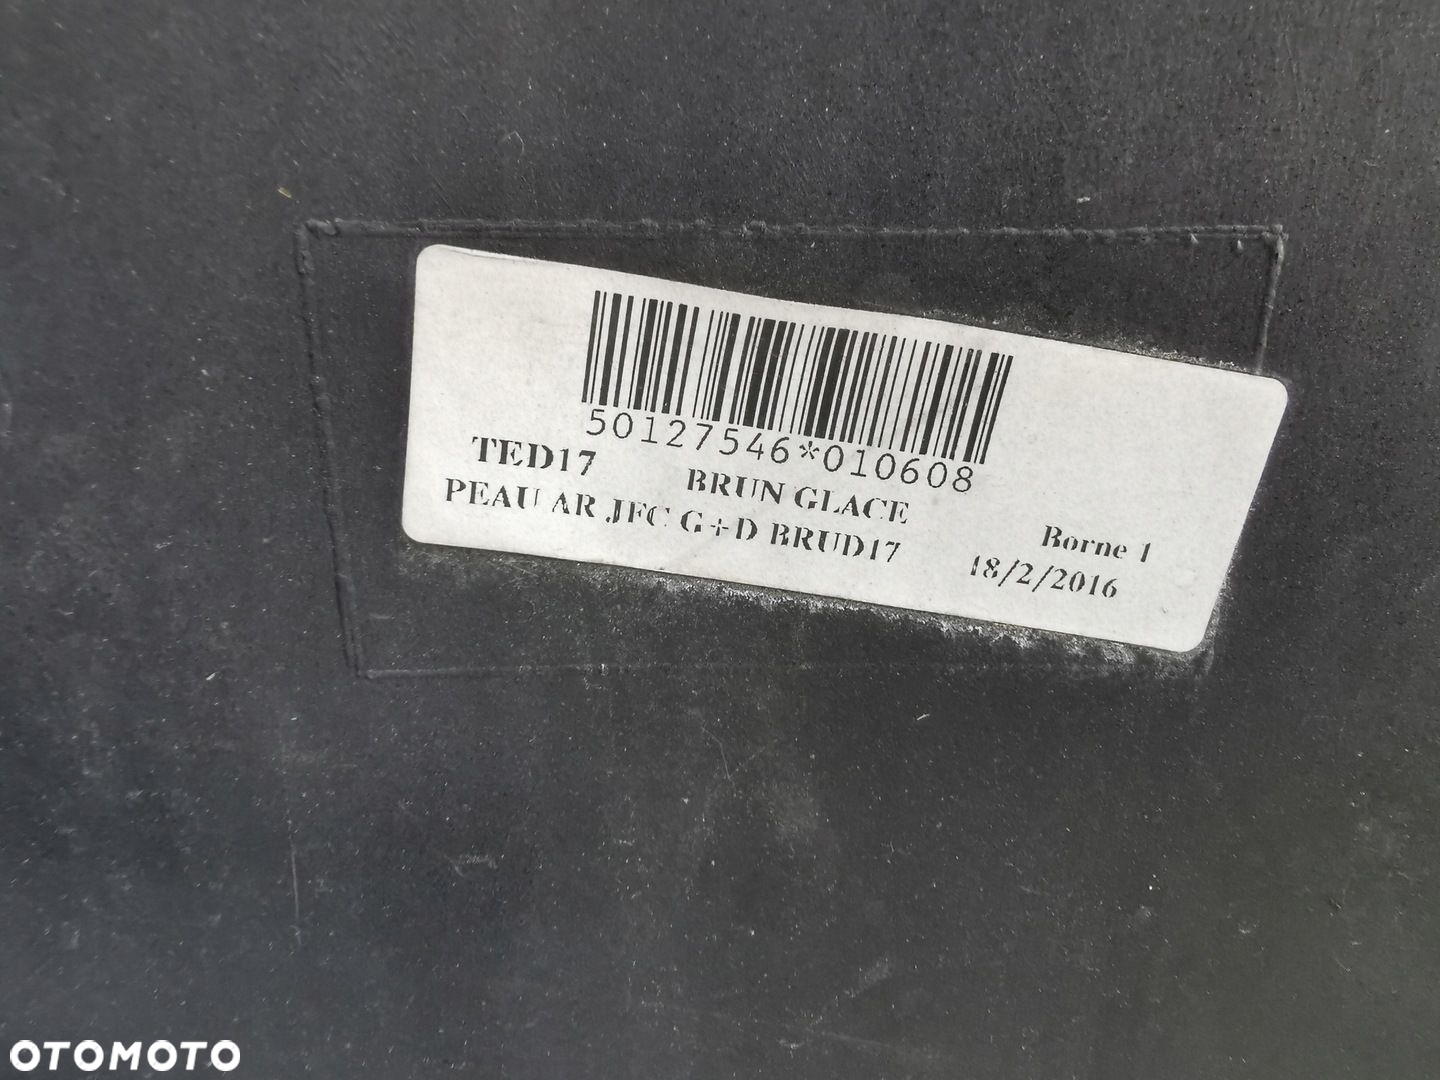 50127546*010608
TED17 BRUN GLACE
PEAU AR JFC G+D BRUD17
Borne 1
18/2/2016
OTOMOTO